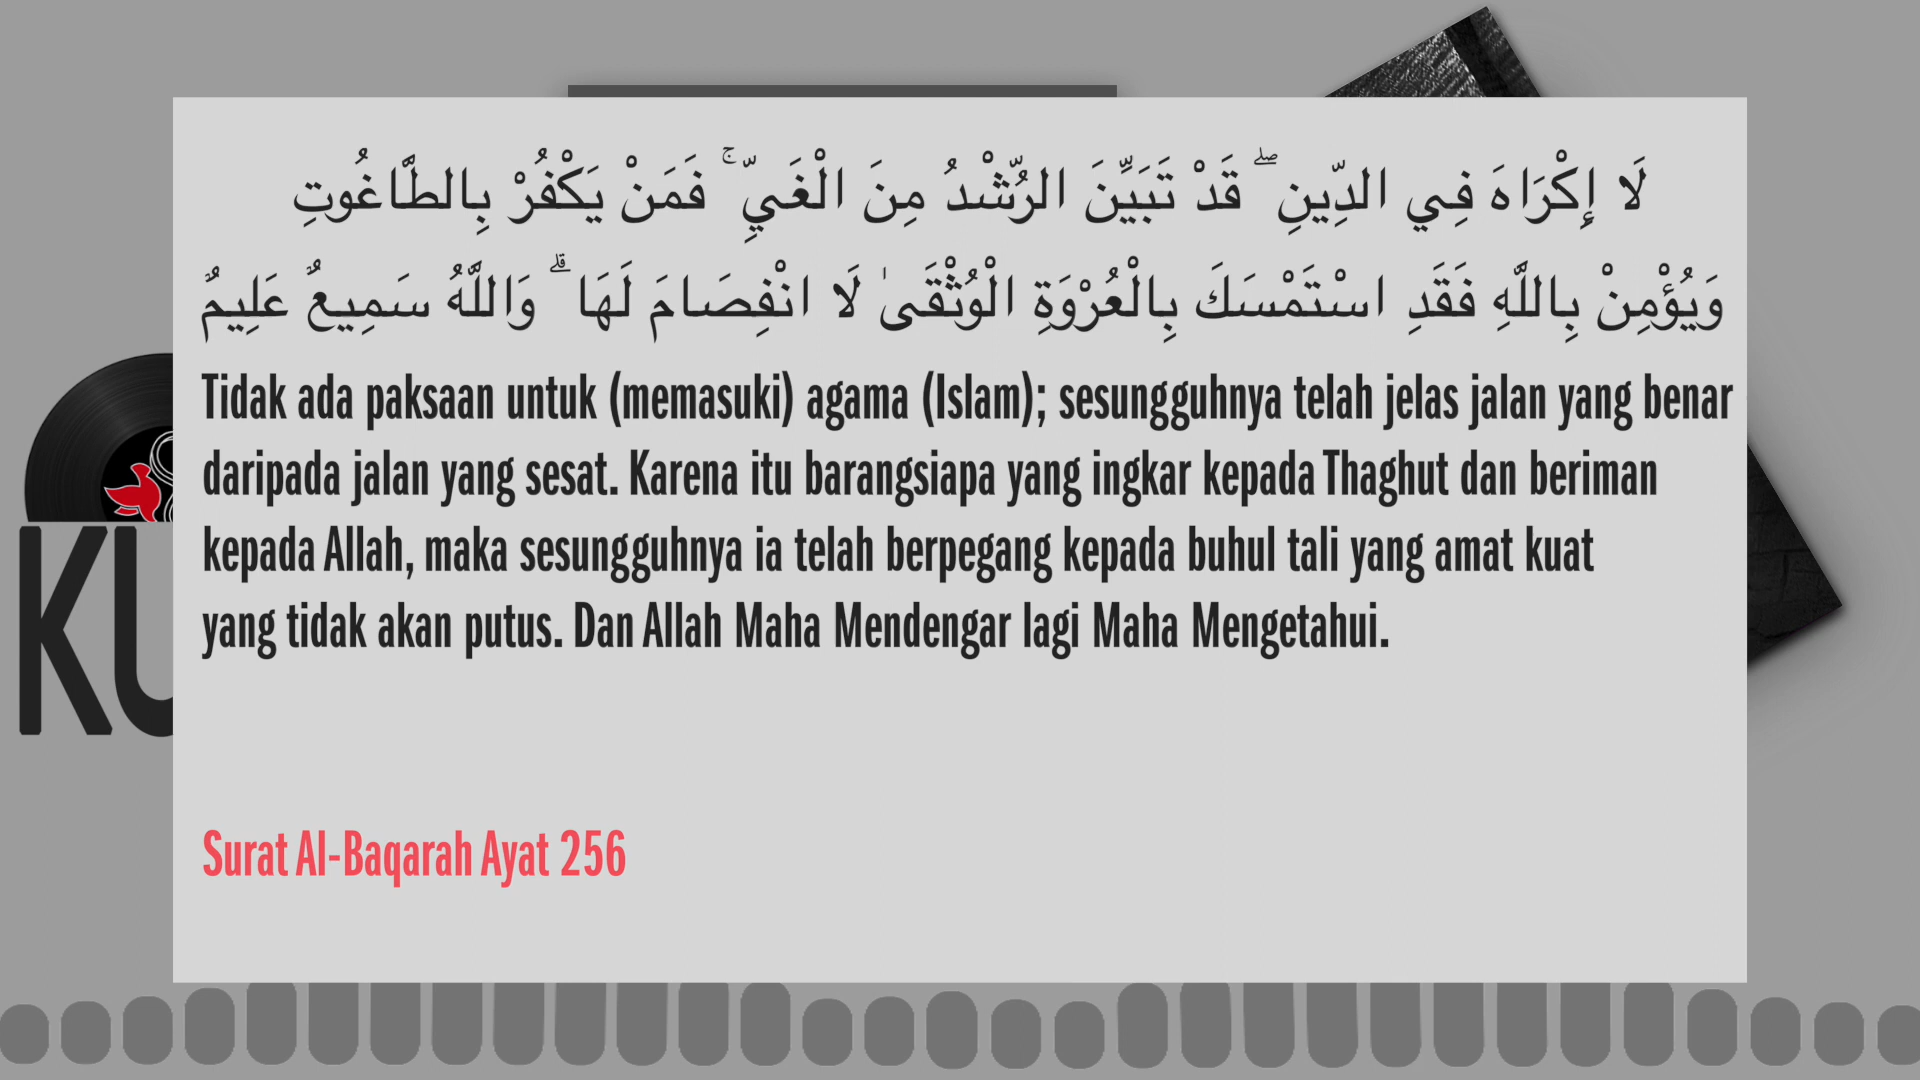 لَا إِكْرَاهَ فِي الدِّينِ ۖ قَدْ تَبَيَّنَ الرُّشْدُ مِنَ الْغَيِّ ۚ فَمَنْ يَكْفُرْ بِالطَّاغُوتِ
وَيُؤْمِنْ بِاللَّهِ فَقَدِ اسْتَمْسَكَ بِالْعُرْوَةِ الْوُثْقَىٰ لَا انْفِصَامَ لَهَا ۗ وَاللَّهُ سَمِيعٌ عَلِيمٌ
Tidak ada paksaan untuk (memasuki) agama (Islam); sesungguhnya telah jelas jalan yang benar
daripada jalan yang sesat. Karena itu barangsiapa yang ingkar kepada Thaghut dan beriman
kepada Allah, maka sesungguhnya ia telah berpegang kepada buhul tali yang amat kuat
yang tidak akan putus. Dan Allah Maha Mendengar lagi Maha Mengetahui.
KU
Surat Al-Baqarah Ayat 256